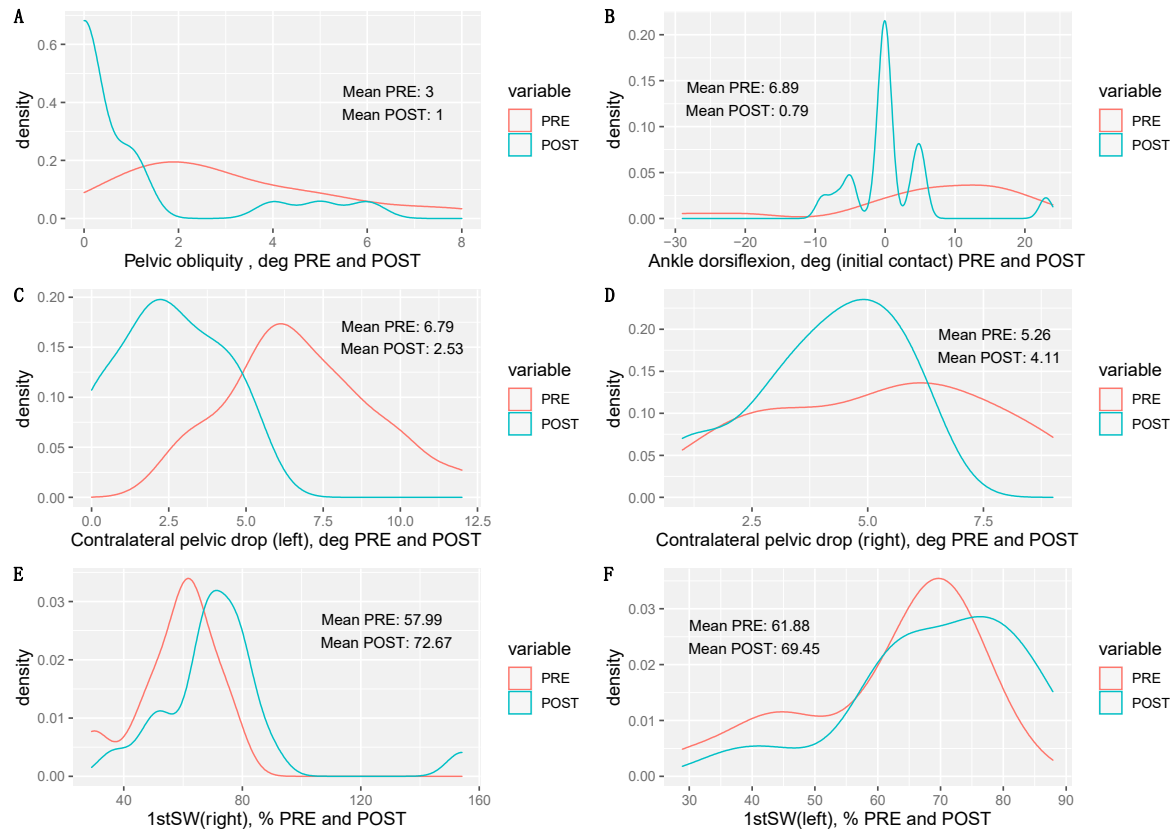 A
density
0.6
0.4
0.2
0.0
Mean PRE: 3
Mean POST: 1
0 2 4 6 8
Pelvic obliquity , deg PRE and POST
variable
PRE
POST
B
density
0.20
0.15
0.10
0.05
0.00
Mean PRE: 6.89
Mean POST: 0.79
−30 −20 −10 0 10 20
Ankle dorsiflexion, deg (initial contact) PRE and POST
variable
PRE
POST
C
density
0.20
0.15
0.10
0.05
0.00
Mean PRE: 6.79
Mean POST: 2.53
0.0 2.5 5.0 7.5 10.0 12.5
Contralateral pelvic drop (left), deg PRE and POST
variable
PRE
POST
D
density
0.20
0.15
0.10
0.05
0.00
Mean PRE: 5.26
Mean POST: 4.11
2.5 5.0 7.5
Contralateral pelvic drop (right), deg PRE and POST
variable
PRE
POST
E
density
0.03
0.02
0.01
0.00
Mean PRE: 57.99
Mean POST: 72.67
40 80 120 160
1stSW(right), % PRE and POST
variable
PRE
POST
F
density
0.03
0.02
0.01
0.00
Mean PRE: 61.88
Mean POST: 69.45
30 40 50 60 70 80 90
1stSW(left), % PRE and POST
variable
PRE
POST